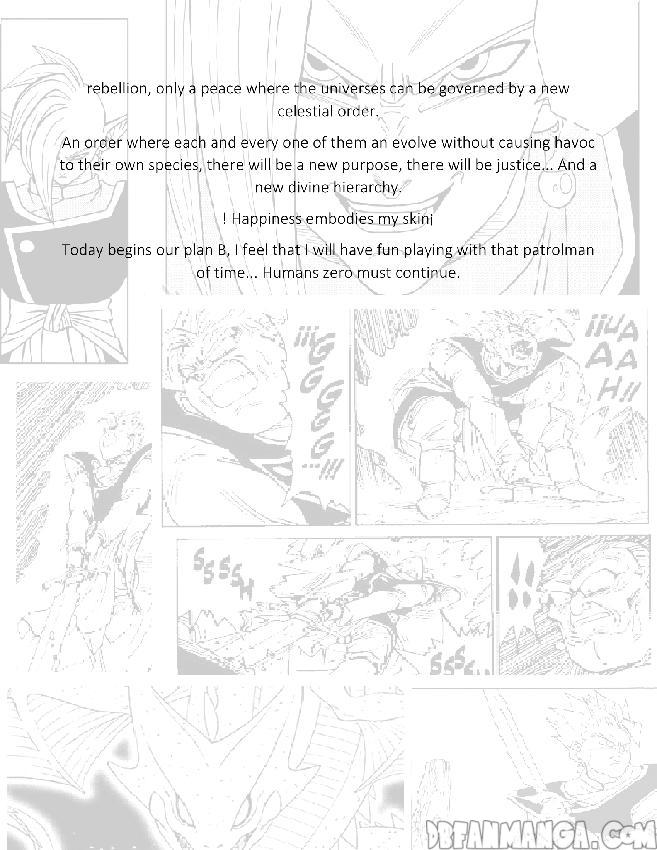 rebellion, only a peace where the universes can be governed by a new
celestial order.
An order where each and every one of them an evolve without causing havoc
to their own species, there will be a new purpose, there will be justice... And a
new divine hierarchy.
! Happiness embodies my skin¡
Today begins our plan B, I feel that I will have fun playing with that patrolman
of time... Humans zero must continue.
¡¡¡G
G
G
G
G
...!!!
¡¡UA
A
AA
H!!
SSSSH
!!
SSSS
DBFANMANGA.COM